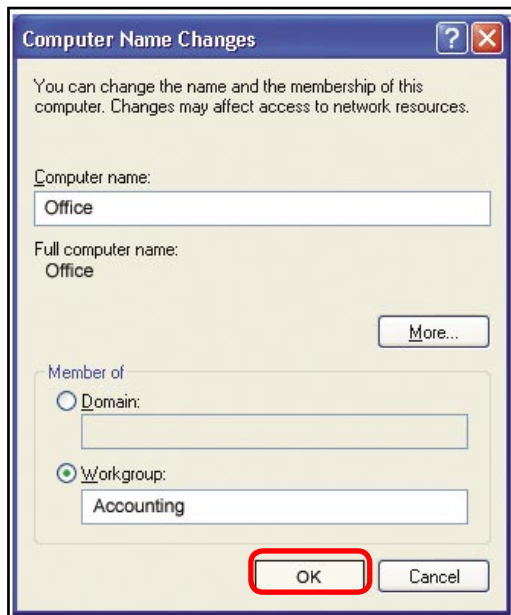 Computer Name Changes
You can change the name and the membership of this
computer. Changes may affect access to network resources.
Computer name:
Office
Full computer name:
Office
More...
Member of
Domain:
Workgroup:
Accounting
OK
Cancel